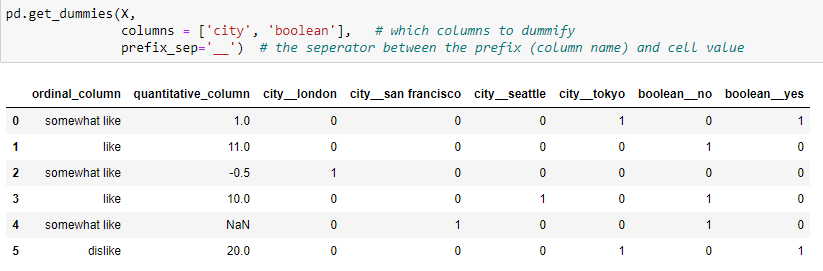 pd.get_dummies(X,
columns = ['city', 'boolean'],   # which columns to dummify
prefix_sep='__')  # the seperator between the prefix (column name) and cell value
ordinal_column quantitative_column city__london city__san francisco city__seattle city__tokyo boolean__no boolean__yes
0 somewhat like 1.0 0 0 0 1 0 1
1 like 11.0 0 0 0 0 1 0
2 somewhat like -0.5 1 0 0 0 0 0
3 like 10.0 0 0 1 0 1 0
4 somewhat like NaN 0 1 0 0 1 0
5 dislike 20.0 0 0 0 1 0 1